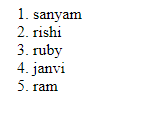 1. sanyam
2. rishi
3. ruby
4. janvi
5. ram